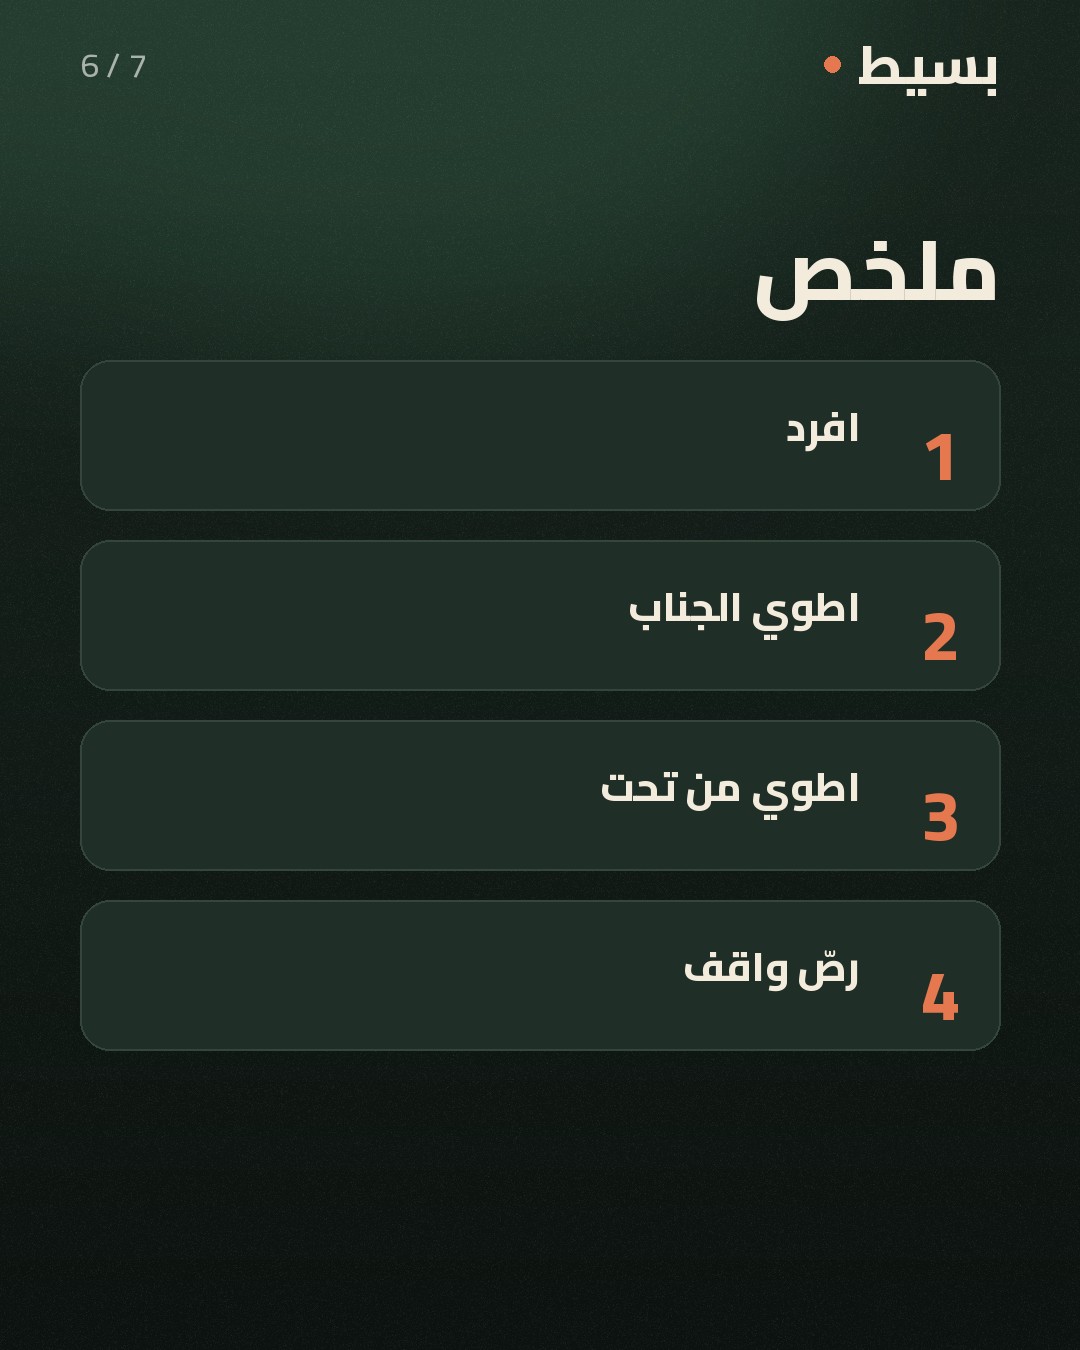 بسيط
6 / 7
ملخص
1 افرد
2 اطوي الجناب
3 اطوي من تحت
4 رصّ واقف